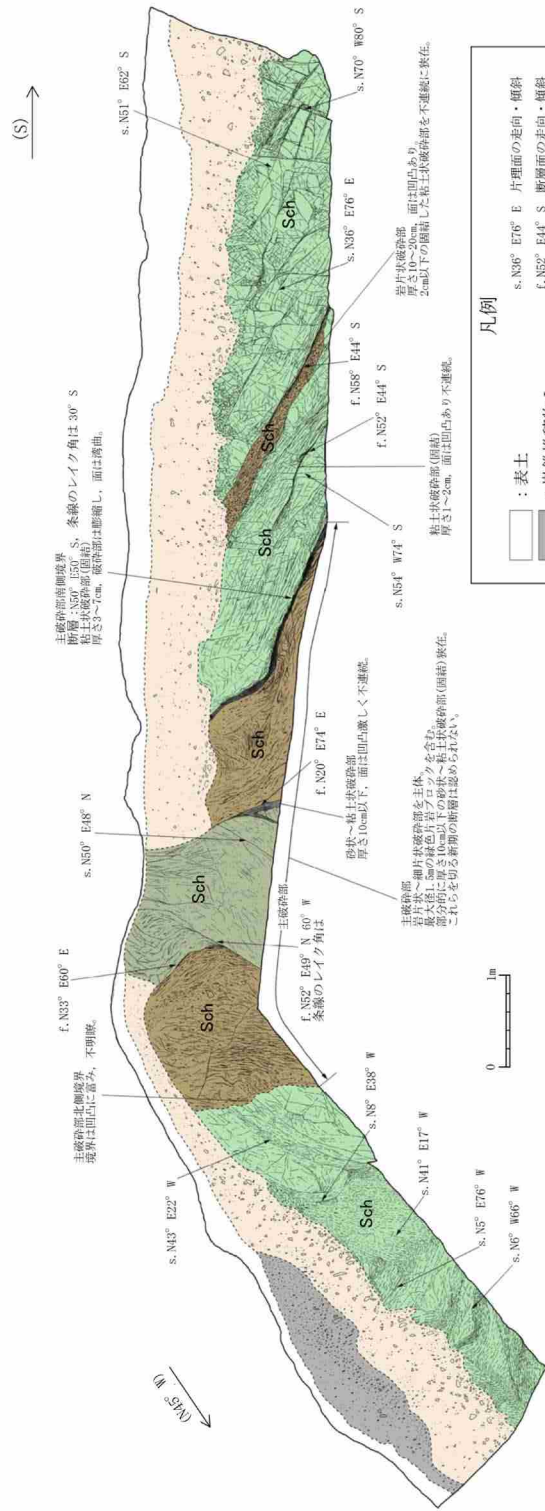 (S)
s. N51° E62° S
s. N70° W80° S
Sch
s. N36° E76° E
岩片状破砕部
厚さ10~20cm, 面は凹凸あり。
2cm以下の固結した粘土状破砕部を不連続に狭在。
f. N58° E44° S
Sch
f. N52° E44° S
粘土状破砕部(固結)
厚さ1~2cm, 面は凹凸あり不連続。
s. N54° W74° S
Sch
主破砕部南側境界
断層:N50° E50° S, 条線のレイク角は 30° S
粘土状破砕部(固結)
厚さ3~7cm, 破砕部は膨縮し, 面は湾曲。
Sch
f. N20° E74° E
砂状~粘土状破砕部
厚さ10cm以下, 面は凹凸激しく不連続。
s. N50° E48° N
Sch
主破砕部
主破砕部
岩片状~細片状破砕部を主体。
最大径1.5mの緑色片岩ブロックを含む。
部分的に厚さ10cm以下の砂状~粘土状破砕部(固結)狭在。
これらを切る新期の断層は認められない。
f. N33° E60° E
f. N52° E49° N
条線のレイク角は 60° W
Sch
主破砕部北側境界
境界は凹凸に富み, 不明瞭。
s. N43° E22° W
s. N8° E38° W
s. N41° E17° W
Sch
s. N5° E76° W
s. N6° W66° W
(N45° W)
0 1m
凡例
:表土
s. N36° E76° E 片理面の走向・傾斜
f. N52° E44° S 断層面の走向・傾斜